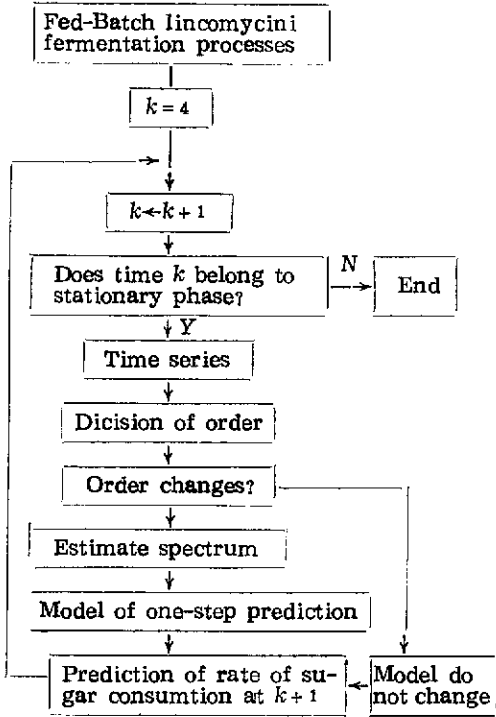 Fed-Batch lincomycini
fermentation processes
k = 4
k←k + 1
Does time k belong to
stationary phase?
N
End
Y
Time series
Dicision of order
Order changes?
Estimate spectrum
Model of one-step prediction
Prediction of rate of su-
gar consumtion at k + 1
Model do
not change